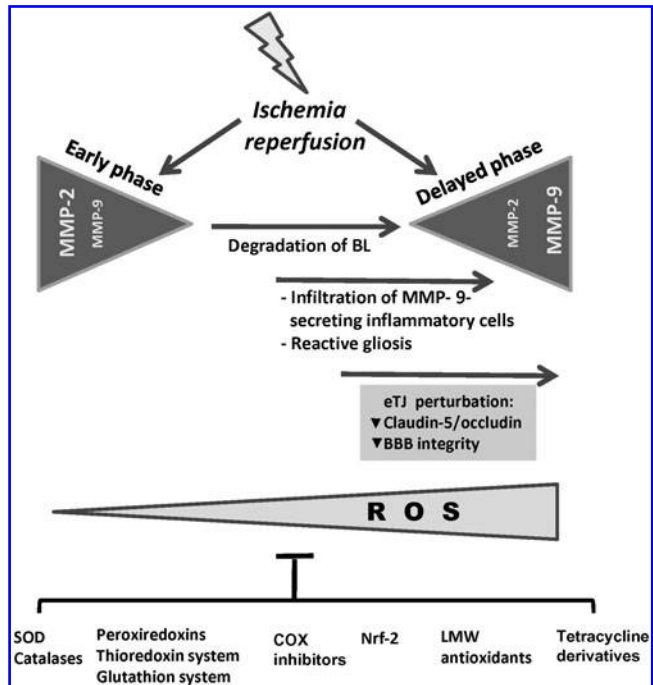 Ischemia
reperfusion
Early phase
Delayed phase
MMP-2
MMP-9
MMP-2
MMP-9
Degradation of BL
- Infiltration of MMP- 9-
secreting inflammatory cells
- Reactive gliosis
eTJ perturbation:
▼Claudin-5/occludin
▼BBB integrity
R O S
SOD
Catalases
Peroxiredoxins
Thioredoxin system
Glutathion system
COX
inhibitors
Nrf-2
LMW
antioxidants
Tetracycline
derivatives